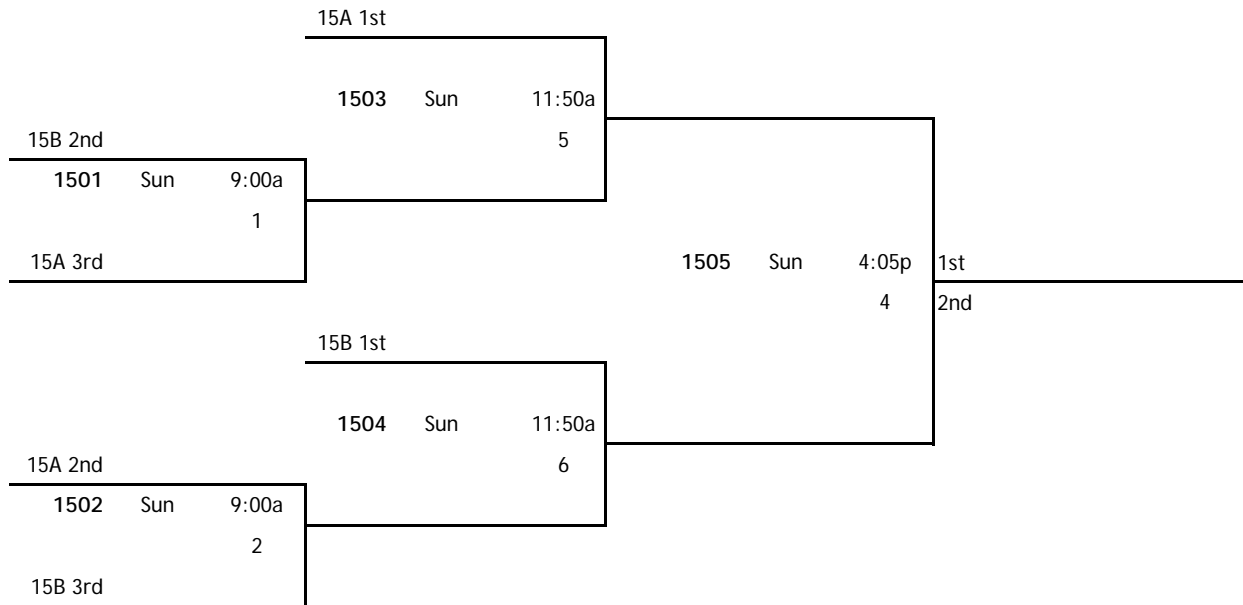 15A 1st
1503 Sun 11:50a
15B 2nd
5
1501 Sun 9:00a
1
15A 3rd
1505 Sun 4:05p 1st
4 2nd
15B 1st
1504 Sun 11:50a
15A 2nd
6
1502 Sun 9:00a
2
15B 3rd